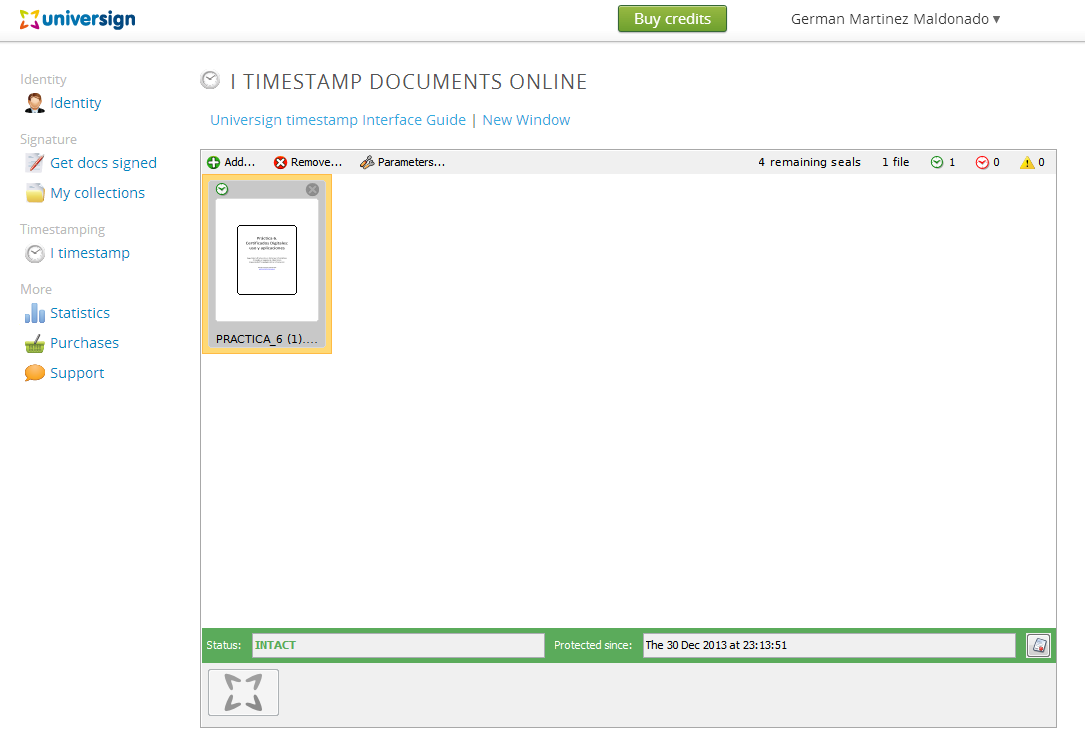 universign
Buy credits
German Martinez Maldonado ▾
Identity
Identity
Signature
Get docs signed
My collections
Timestamping
I timestamp
More
Statistics
Purchases
Support
I TIMESTAMP DOCUMENTS ONLINE
Universign timestamp Interface Guide | New Window
Add... Remove... Parameters... 4 remaining seals 1 file 1 0 0
Práctica 6:
Certificados Digitales:
uso y aplicaciones
PRACTICA_6 (1)....
Status: INTACT Protected since: The 30 Dec 2013 at 23:13:51